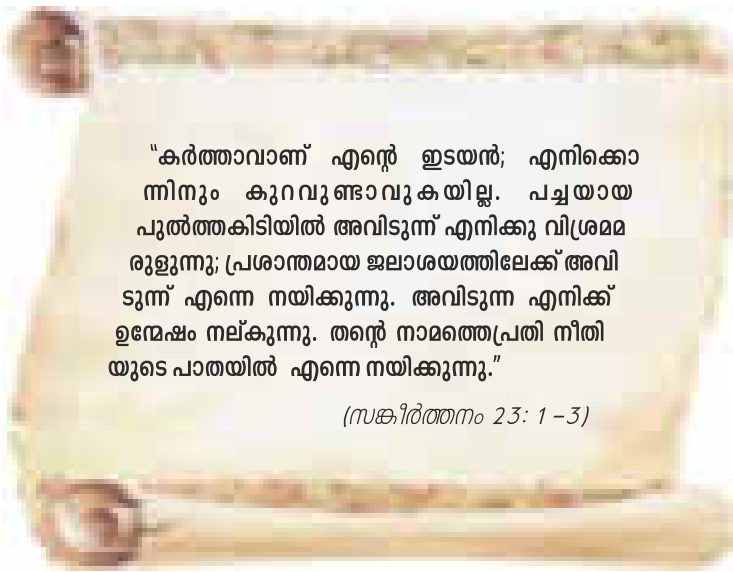 “കർത്താവാണ് എന്റെ ഇടയൻ; എനിക്കൊ
ന്നിനും കുറവുണ്ടാവുകയില്ല. പച്ചയായ
പുൽത്തകിടിയിൽ അവിടുന്ന് എനിക്കു വിശ്രമമ
രുളുന്നു; പ്രശാന്തമായ ജലാശയത്തിലേക്ക് അവി
ടുന്ന് എന്നെ നയിക്കുന്നു. അവിടുന്ന എനിക്ക്
ഉന്മേഷം നല്കുന്നു. തന്റെ നാമത്തെപ്രതി നീതി
യുടെ പാതയിൽ എന്നെ നയിക്കുന്നു.”
(സങ്കീർത്തനം 23: 1 –3)